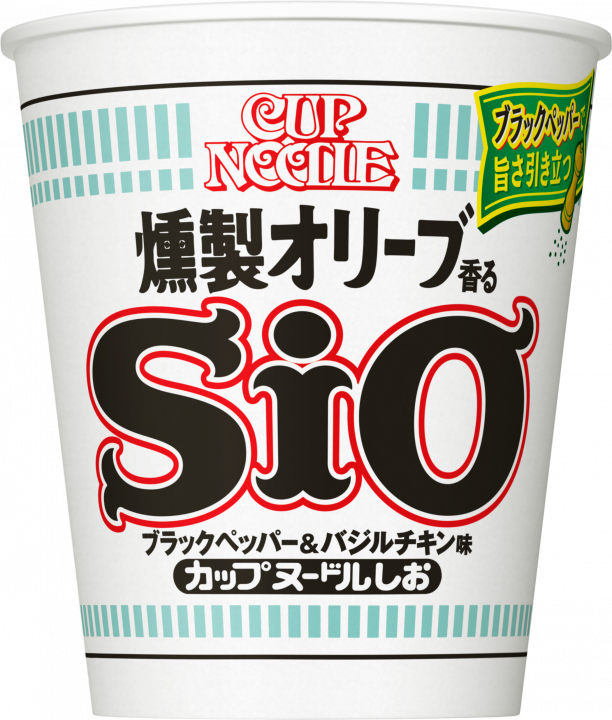 CUP
NOODLE
ブラックペッパーで
旨さ引き立つ
燻製オリーブ香る
SiO
ブラックペッパー&バジルチキン味
カップヌードルしお